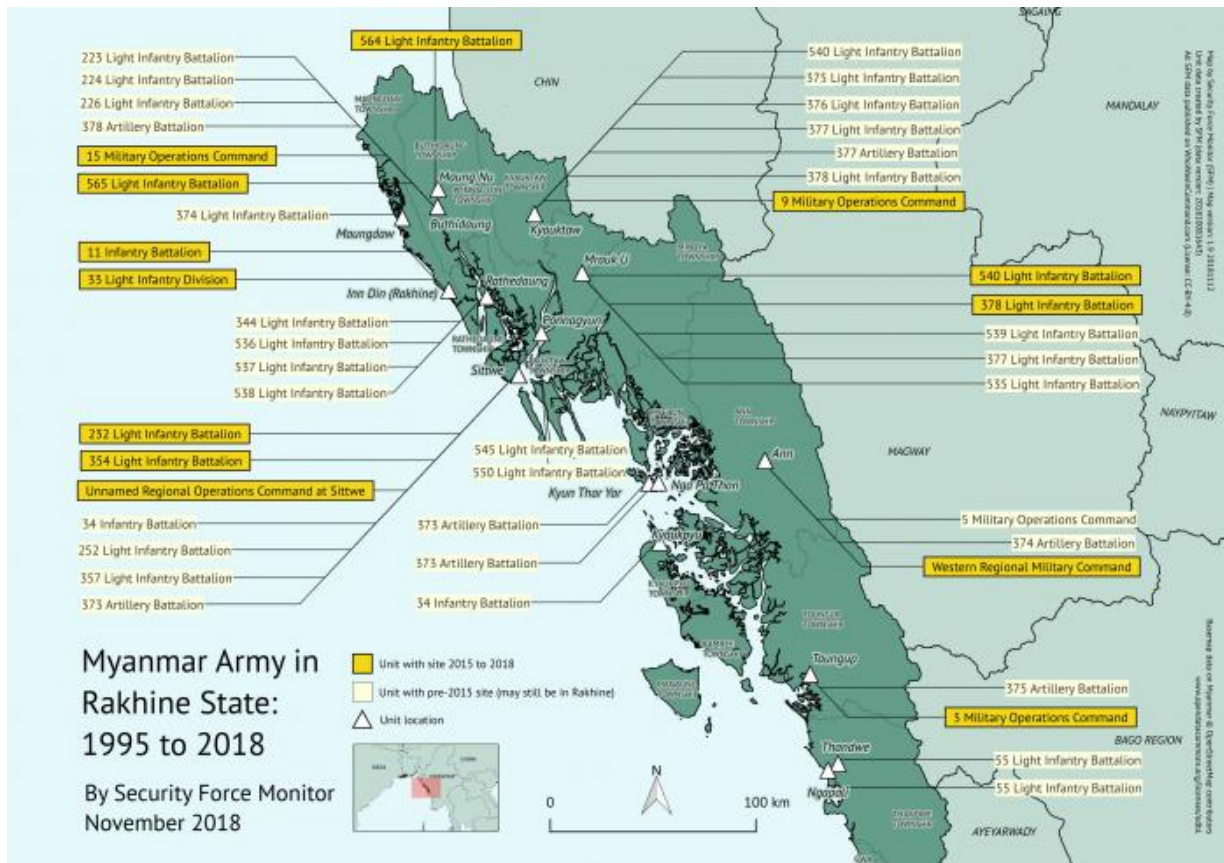 564 Light Infantry Battalion
223 Light Infantry Battalion
224 Light Infantry Battalion
226 Light Infantry Battalion
378 Artillery Battalion
15 Military Operations Command
565 Light Infantry Battalion
374 Light Infantry Battalion
Maungdaw
11 Infantry Battalion
33 Light Infantry Division
Inn Din (Rakhine)
344 Light Infantry Battalion
536 Light Infantry Battalion
537 Light Infantry Battalion
538 Light Infantry Battalion
Sittwe
232 Light Infantry Battalion
354 Light Infantry Battalion
Unnamed Regional Operations Command at Sittwe
34 Infantry Battalion
252 Light Infantry Battalion
357 Light Infantry Battalion
373 Artillery Battalion
545 Light Infantry Battalion
550 Light Infantry Battalion
Kyun Thar Yar
Nga Pa Thon
373 Artillery Battalion
373 Artillery Battalion
34 Infantry Battalion
CHIN
SAGAING
MANDALAY
Maung Nu
Buthidaung
Kyauktaw
Mrauk U
Rathedaung
Ponnagyun
Ann
Kyaukpyu
Taungup
Thandwe
Ngapali
MAGWAY
NAYPYITAW
BAGO REGION
AYEYARWADY
540 Light Infantry Battalion
375 Light Infantry Battalion
376 Light Infantry Battalion
377 Light Infantry Battalion
377 Artillery Battalion
378 Light Infantry Battalion
9 Military Operations Command
540 Light Infantry Battalion
378 Light Infantry Battalion
539 Light Infantry Battalion
377 Light Infantry Battalion
535 Light Infantry Battalion
5 Military Operations Command
374 Artillery Battalion
Western Regional Military Command
375 Artillery Battalion
5 Military Operations Command
55 Light Infantry Battalion
55 Light Infantry Battalion
Myanmar Army in
Rakhine State:
1995 to 2018
By Security Force Monitor
November 2018
Unit with site 2015 to 2018
Unit with pre-2015 site (may still be in Rakhine)
Unit location
N
0
100 km